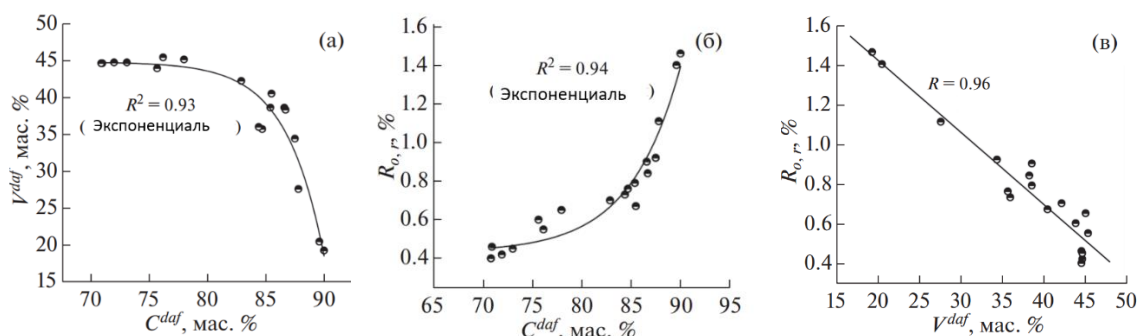 (а)
50
45
40
35
30
25
20
15
V^daf, мас. %
R² = 0.93
( Экспоненциаль )
70 75 80 85 90
C^daf, мас. %
(б)
1.6
1.4
1.2
1.0
0.8
0.6
0.4
R_o, r, %
R² = 0.94
( Экспоненциаль )
65 70 75 80 85 90 95
C^daf, мас. %
(в)
1.6
1.4
1.2
1.0
0.8
0.6
0.4
R_o, r, %
R = 0.96
15 20 25 30 35 40 45 50
V^daf, мас. %